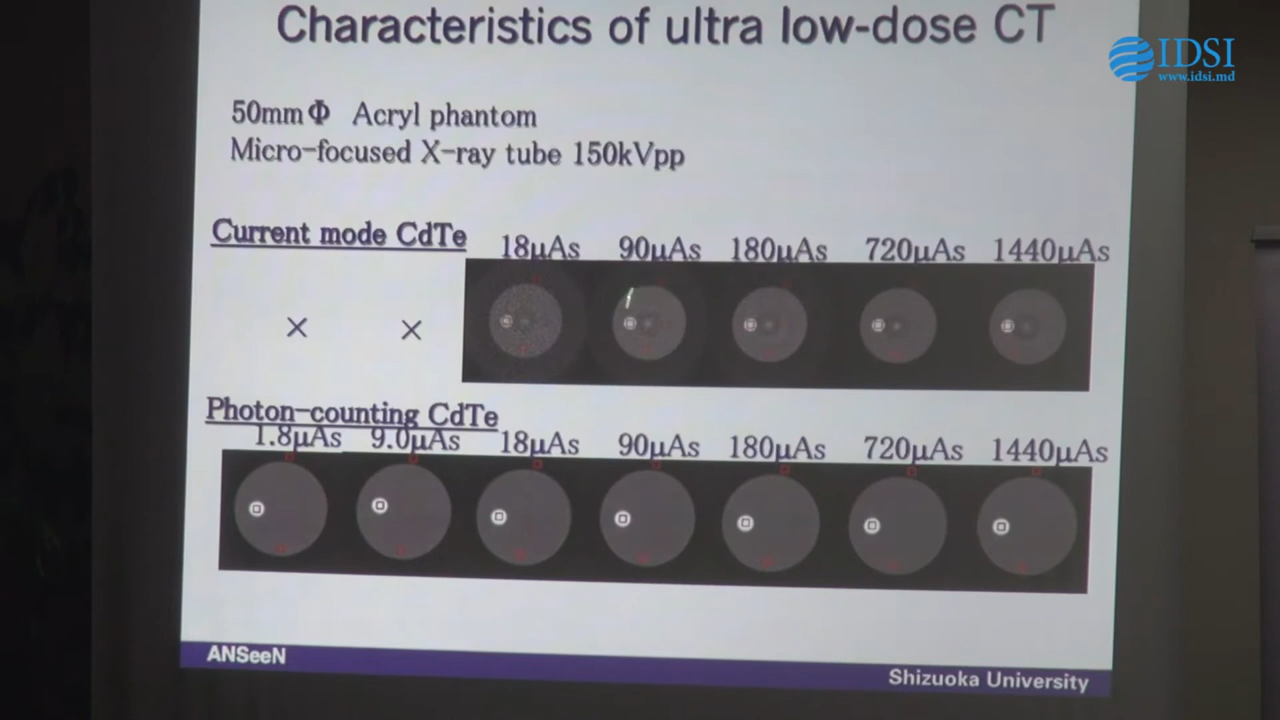 Characteristics of ultra low-dose CT
IDSI
www.idsi.md
50mmΦ Acryl phantom
Micro-focused X-ray tube 150kVpp
Current mode CdTe
18μAs 90μAs 180μAs 720μAs 1440μAs
× ×
Photon-counting CdTe
1.8μAs 9.0μAs 18μAs 90μAs 180μAs 720μAs 1440μAs
ANSeeN
Shizuoka University